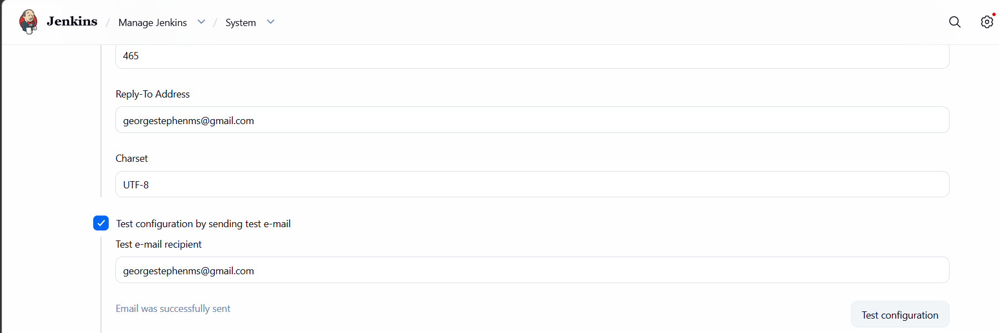 Jenkins / Manage Jenkins / System
465
Reply-To Address
georgestephenms@gmail.com
Charset
UTF-8
Test configuration by sending test e-mail
Test e-mail recipient
georgestephenms@gmail.com
Email was successfully sent
Test configuration